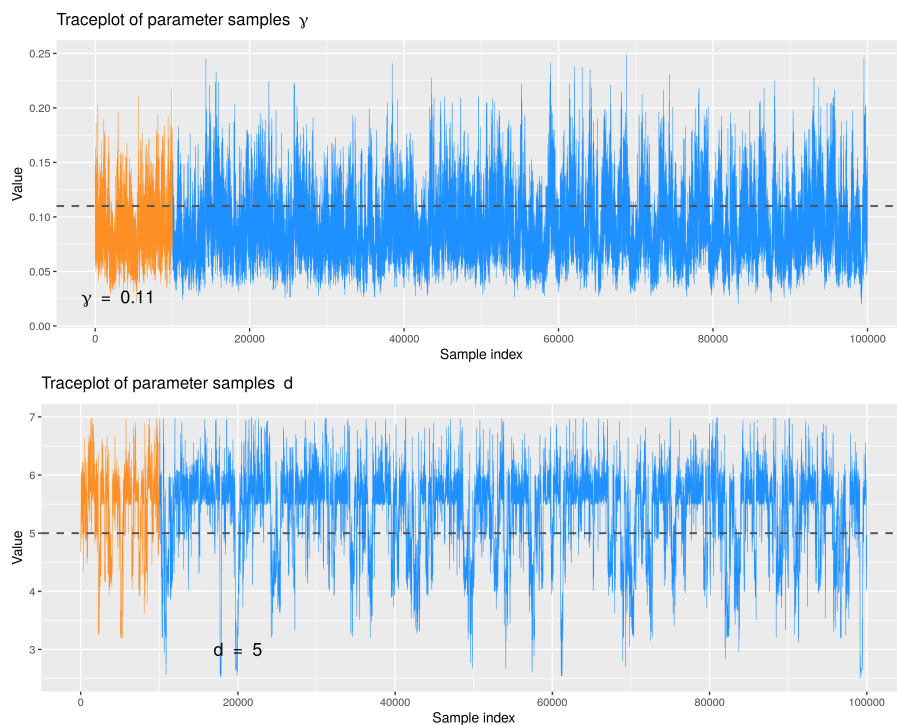 Traceplot of parameter samples γ
0.25
0.20
0.15
0.10
0.05
0.00
Value
γ = 0.11
0 20000 40000 60000 80000 100000
Sample index
Traceplot of parameter samples d
7
6
5
4
3
Value
d = 5
0 20000 40000 60000 80000 100000
Sample index